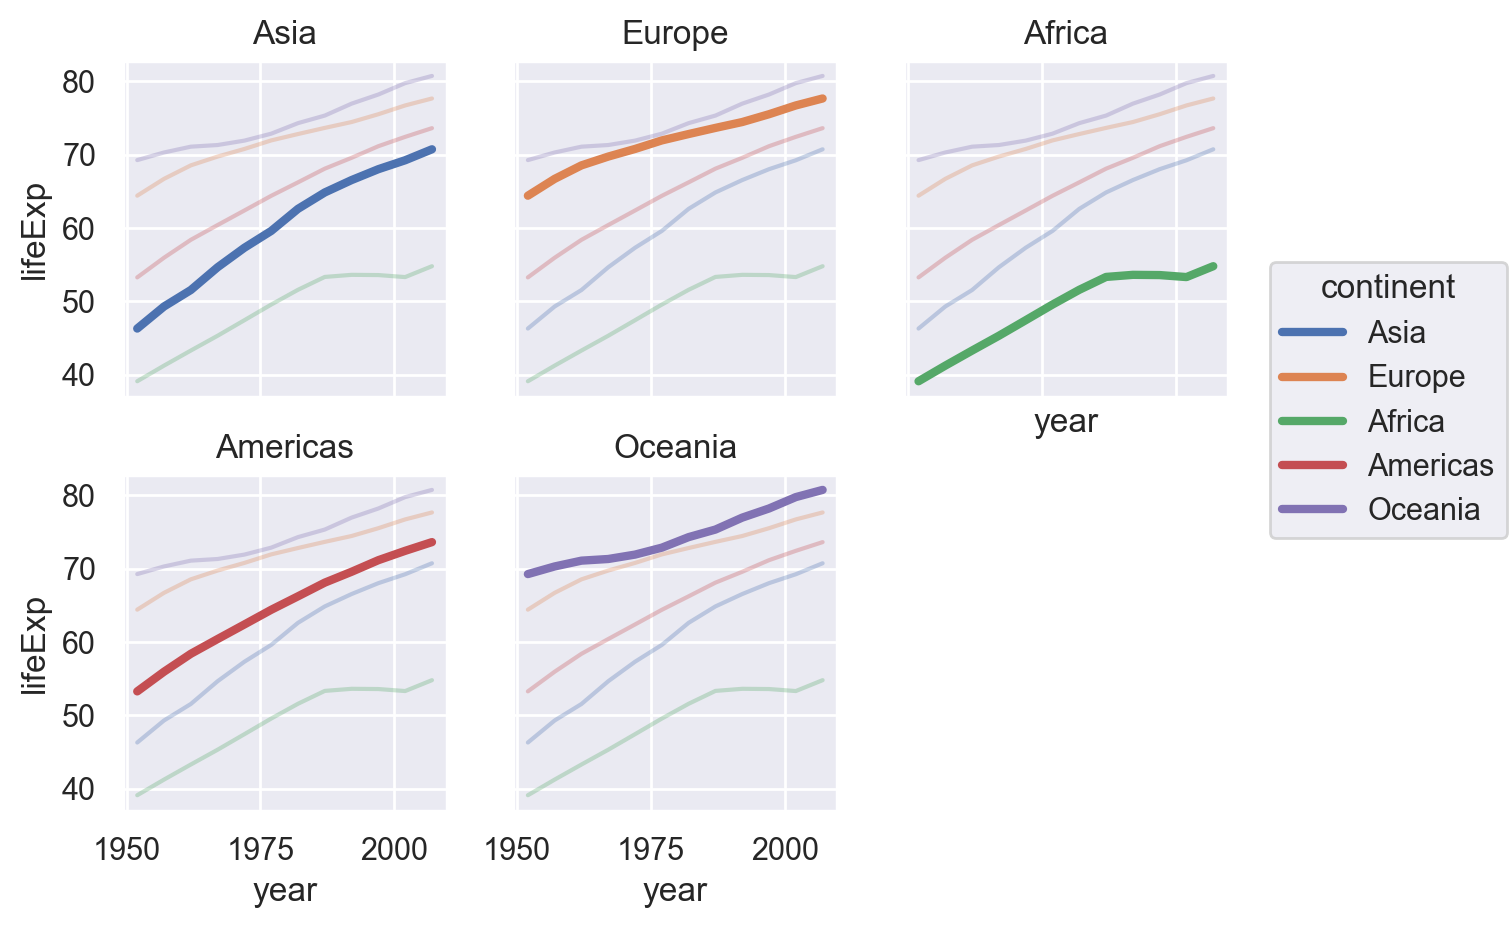 Asia
Europe
Africa
80
70
60
50
40
lifeExp
year
continent
Asia
Europe
Africa
Americas
Oceania
Americas
Oceania
80
70
60
50
40
lifeExp
1950 1975 2000
1950 1975 2000
year
year